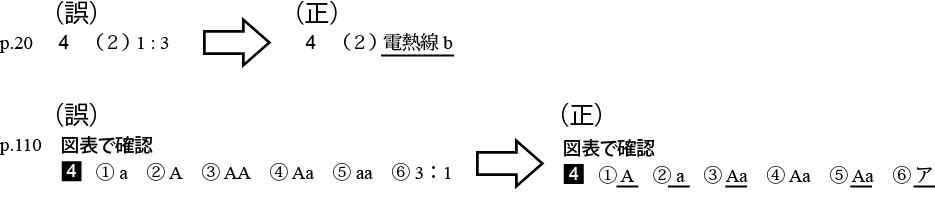 （誤） （正）
p.20 4 （２）1 : 3 4 （２）電熱線 b
（誤） （正）
p.110 図表で確認 図表で確認
4 ① a ② A ③ AA ④ Aa ⑤ aa ⑥ 3：1 4 ① A ② a ③ Aa ④ Aa ⑤ Aa ⑥ ア